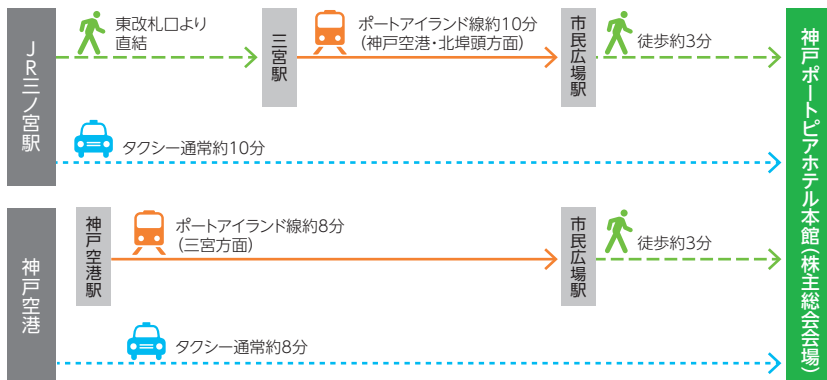 JR三ノ宮駅
東改札口より
直結
三宮駅
ポートアイランド線約10分
（神戸空港・北埠頭方面）
市民広場駅
徒歩約3分
タクシー通常約10分
神戸空港
神戸空港駅
ポートアイランド線約8分
（三宮方面）
市民広場駅
徒歩約3分
タクシー通常約8分
神戸ポートピアホテル本館（株主総会会場）